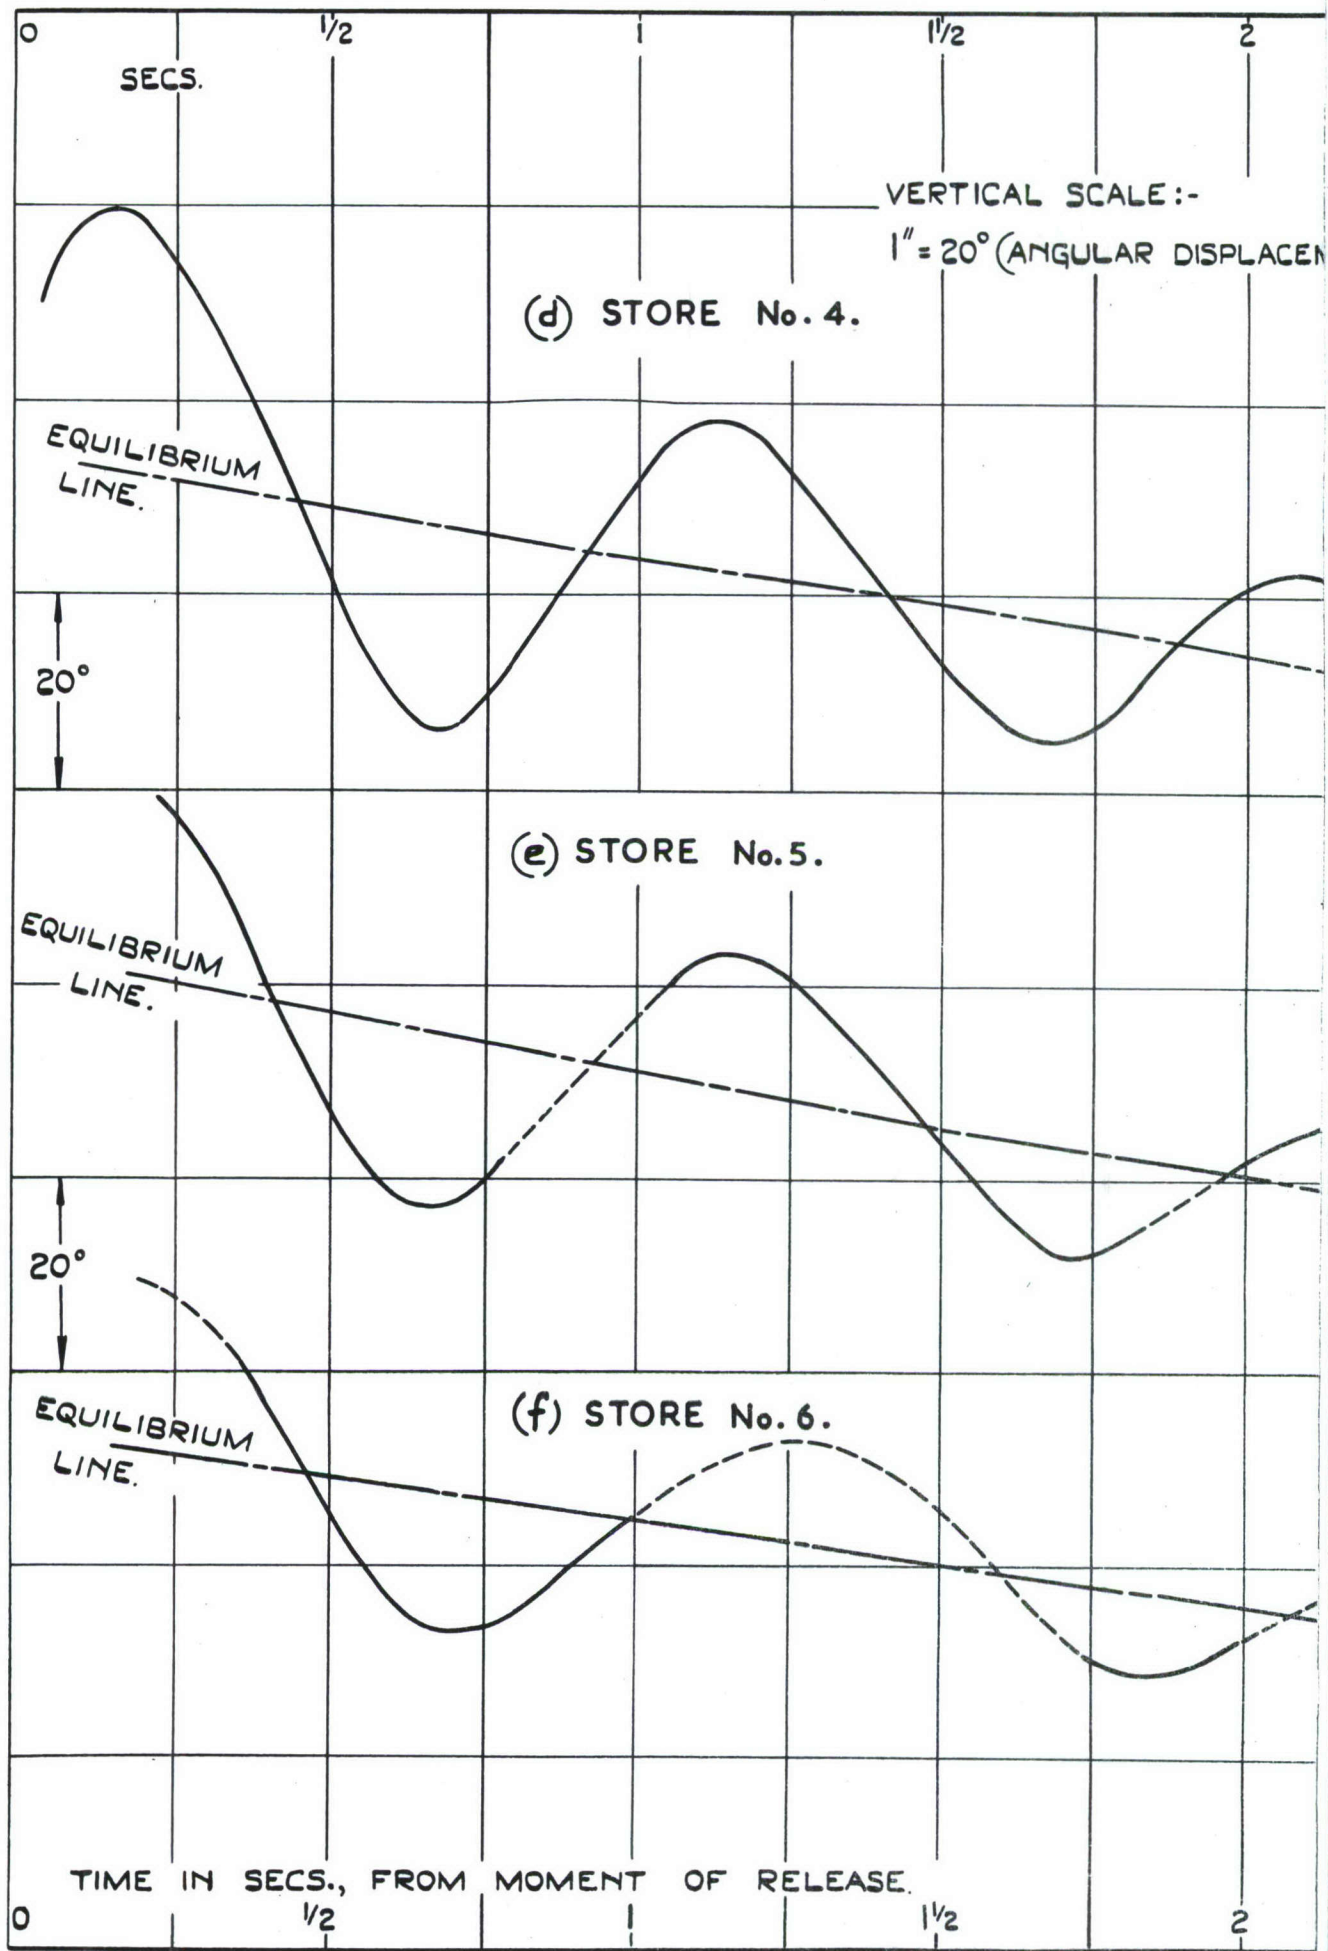 0 1/2 1 1 1/2 2
SECS.
VERTICAL SCALE:-
1" = 20° (ANGULAR DISPLACEM
(d) STORE No. 4.
EQUILIBRIUM
LINE.
20°
(e) STORE No. 5.
EQUILIBRIUM
LINE.
20°
(f) STORE No. 6.
EQUILIBRIUM
LINE.
TIME IN SECS., FROM MOMENT OF RELEASE.
0 1/2 1 1 1/2 2